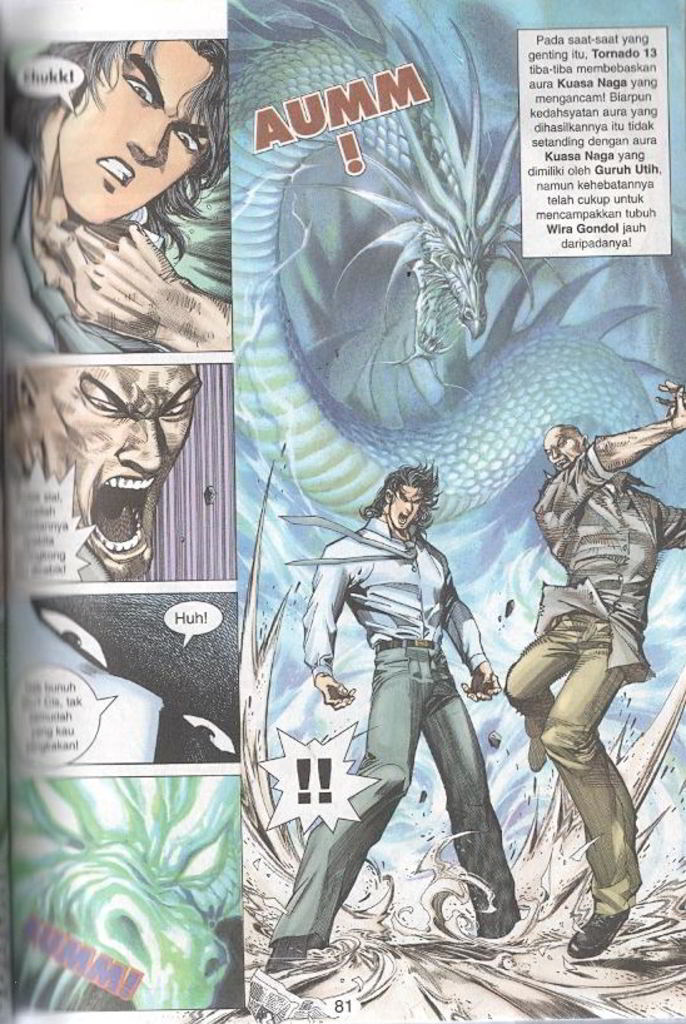 Ehukk!
Huh!
AUMM!
AUMM
!
Pada saat-saat yang
genting itu, Tornado 13
tiba-tiba membebaskan
aura Kuasa Naga yang
mengancam! Biarpun
kedahsyatan aura yang
dihasilkannya itu tidak
setanding dengan aura
Kuasa Naga yang
dimiliki oleh Guruh Utih,
namun kehebatannya
telah cukup untuk
mencampakkan tubuh
Wira Gondol jauh
daripadanya!
!!
81